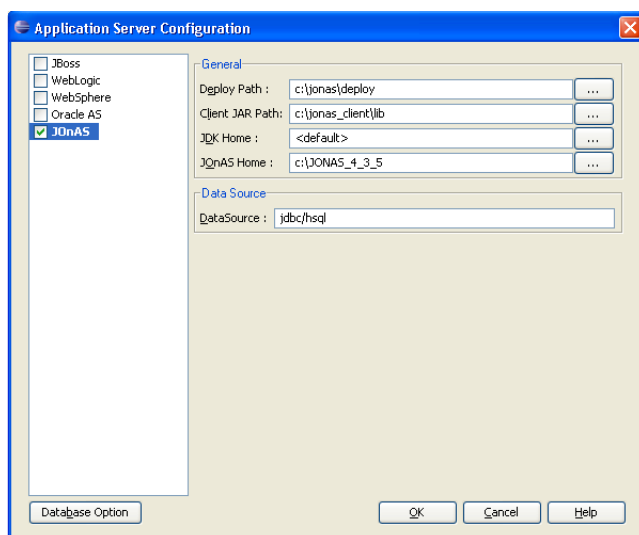 Application Server Configuration
JBoss
WebLogic
WebSphere
Oracle AS
JOnAS
General
Deploy Path : c:\jonas\deploy ...
Client JAR Path: c:\jonas_client\lib ...
JDK Home : <default> ...
JOnAS Home : c:\JONAS_4_3_5 ...
Data Source
DataSource : jdbc/hsql
Database Option OK Cancel Help